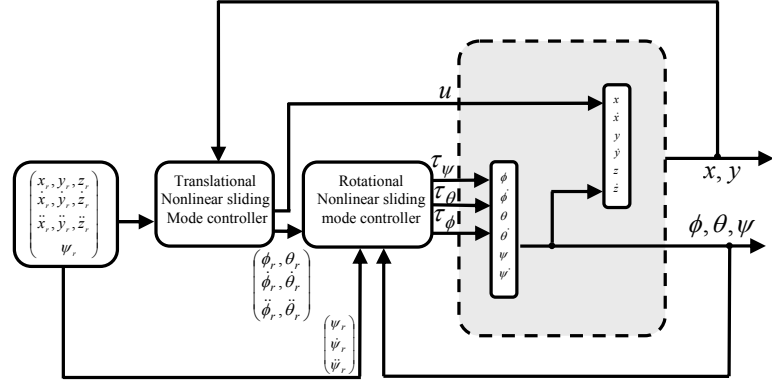 x_r, y_r, z_r
ẋ_r, ẏ_r, ż_r
ẍ_r, ÿ_r, z̈_r
ψ_r
Translational
Nonlinear sliding
Mode controller
Rotational
Nonlinear sliding
mode controller
u
τ_ψ
τ_θ
τ_ϕ
ϕ
ϕ̇
θ
θ̇
ψ
ψ̇
x
ẋ
y
ẏ
z
ż
x, y
ϕ, θ, ψ
ϕ_r, θ_r
ϕ̇_r, θ̇_r
ϕ̈_r, θ̈_r
ψ_r
ψ̇_r
ψ̈_r